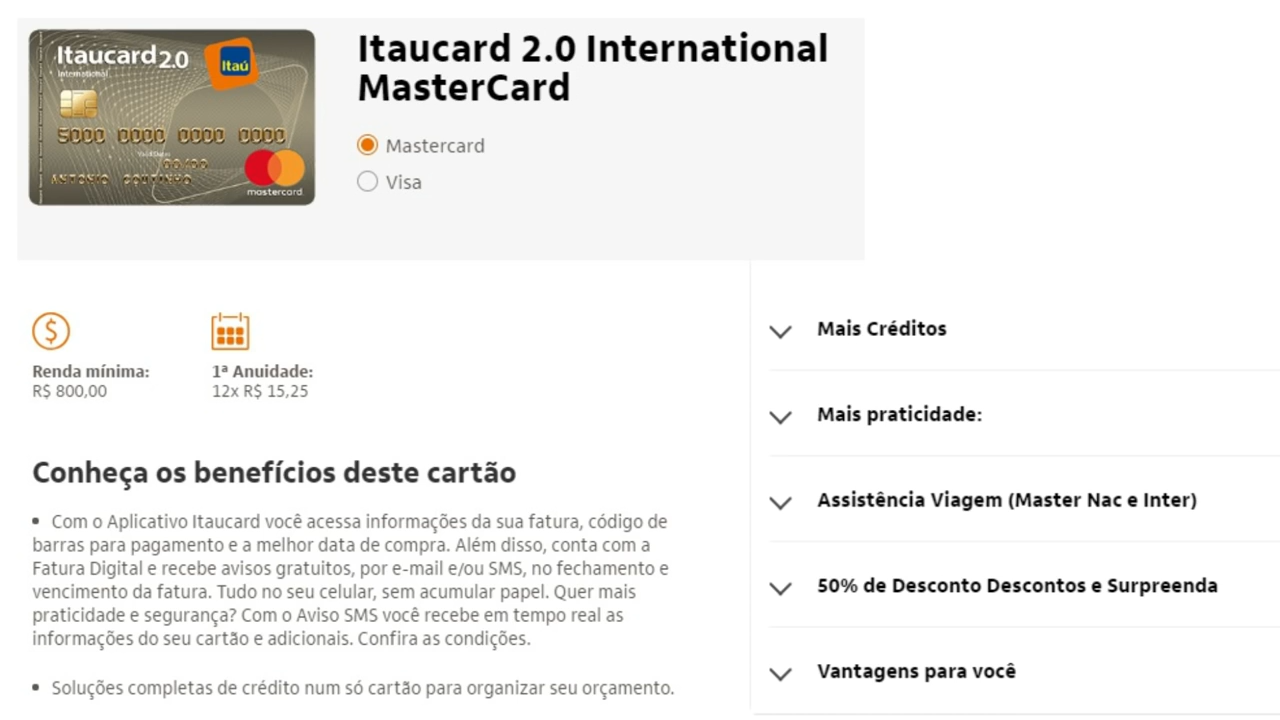 Itaucard 2.0
International
Itaú
5000 0000 0000 0000
00/00
ANTONIO COUTINHO
mastercard
Itaucard 2.0 International
MasterCard
Mastercard
Visa
Renda mínima:
R$ 800,00
1ª Anuidade:
12x R$ 15,25
Conheça os benefícios deste cartão
• Com o Aplicativo Itaucard você acessa informações da sua fatura, código de
barras para pagamento e a melhor data de compra. Além disso, conta com a
Fatura Digital e recebe avisos gratuitos, por e-mail e/ou SMS, no fechamento e
vencimento da fatura. Tudo no seu celular, sem acumular papel. Quer mais
praticidade e segurança? Com o Aviso SMS você recebe em tempo real as
informações do seu cartão e adicionais. Confira as condições.
• Soluções completas de crédito num só cartão para organizar seu orçamento.
Mais Créditos
Mais praticidade:
Assistência Viagem (Master Nac e Inter)
50% de Desconto Descontos e Surpreenda
Vantagens para você